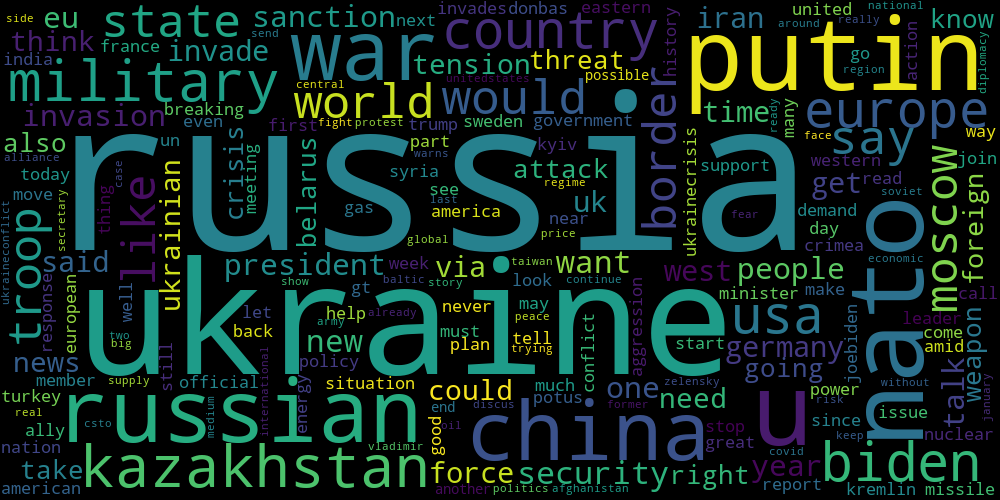 side
state
sanction
next
invades
donbas
eastern
iran
united
national
eu
france
think
india
invade
send
war
country
tension
threat
history
putin
around
really
go
region
action
know
diplomacy
military
central
unitedstates
possible
world
would
border
time
ready
many
europe
invasion
breaking
fight
protest
trump
sweden
government
say
face
way
also
un
even
first
russia
part
kyiv
warns
syria
attack
support
western
join
alliance
today
case
crisis
meeting
belarus
gas
see
last
regime
america
near
uk
ukrainecrisis
get
read
soviet
moscow
foreign
move
secretary
thing
like
ukrainian
price
global
fear
demand
day
crimea
nato
economic
ukraineconflict
troop
said
president
via
taiwan
want
west
people
minister
make
call
response
european
well
ukraine
week
baltic
story
look
continue
show
gt
usa
leader
news
let
back
help
army
already
never
may
peace
new
must
tell
plan
trying
conflict
aggression
start
germany
joebiden
come
amid
weapon
talk
two
big
still
policy
member
supply
official
international
energy
situation
could
much
one
zelensky
need
going
power
without
risk
january
turkey
real
ally
csto
russian
medium
end
discus
potus
former
stop
great
since
issue
nuclear
nation
good
oil
china
u
covid
keep
biden
take
kazakhstan
vladimir
force
security
right
year
report
american
another
politics
afghanistan
kremlin
missile